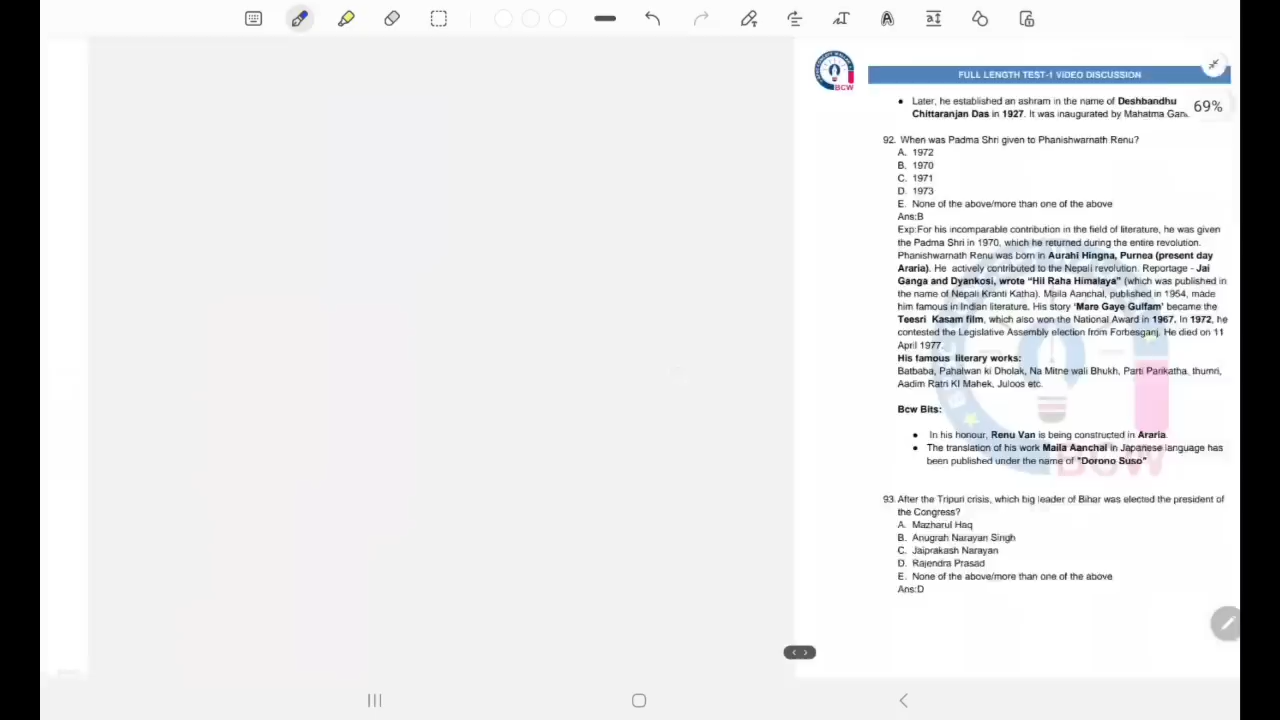 FULL LENGTH TEST-1 VIDEO DISCUSSION
BCW
69%
• Later, he established an ashram in the name of Deshbandhu
Chittaranjan Das in 1927. It was inaugurated by Mahatma
92. When was Padma Shri given to Phanishwarnath Renu?
A. 1972
B. 1970
C. 1971
D. 1973
E. None of the above/more than one of the above
Ans:B
Exp:For his incomparable contribution in the field of literature, he was given
the Padma Shri in 1970, which he returned during the entire revolution.
Phanishwarnath Renu was born in Aurahi Hingna, Purnea (present day
Araria). He actively contributed to the Nepali revolution. Reportage - Jai
Ganga and Dyankosi, wrote "Hil Raha Himalaya" (which was published in
the name of Nepali Kranti Katha). Maila Aanchal, published in 1954, made
him famous in Indian literature. His story 'Mare Gaye Gulfam' became the
Teesri Kasam film, which also won the National Award in 1967. In 1972, he
contested the Legislative Assembly election from Forbesganj. He died on 11
April 1977.
His famous literary works:
Batbaba, Pahalwan ki Dholak, Na Mitne wali Bhukh, Parti Parikatha, thumri,
Aadim Ratri KI Mahek, Juloos etc.
Bcw Bits:
• In his honour, Renu Van is being constructed in Araria.
• The translation of his work Maila Aanchal in Japanese language has
been published under the name of "Dorono Suso"
93. After the Tripuri crisis, which big leader of Bihar was elected the president of
the Congress?
A. Mazharul Haq
B. Anugrah Narayan Singh
C. Jaiprakash Narayan
D. Rajendra Prasad
E. None of the above/more than one of the above
Ans:D